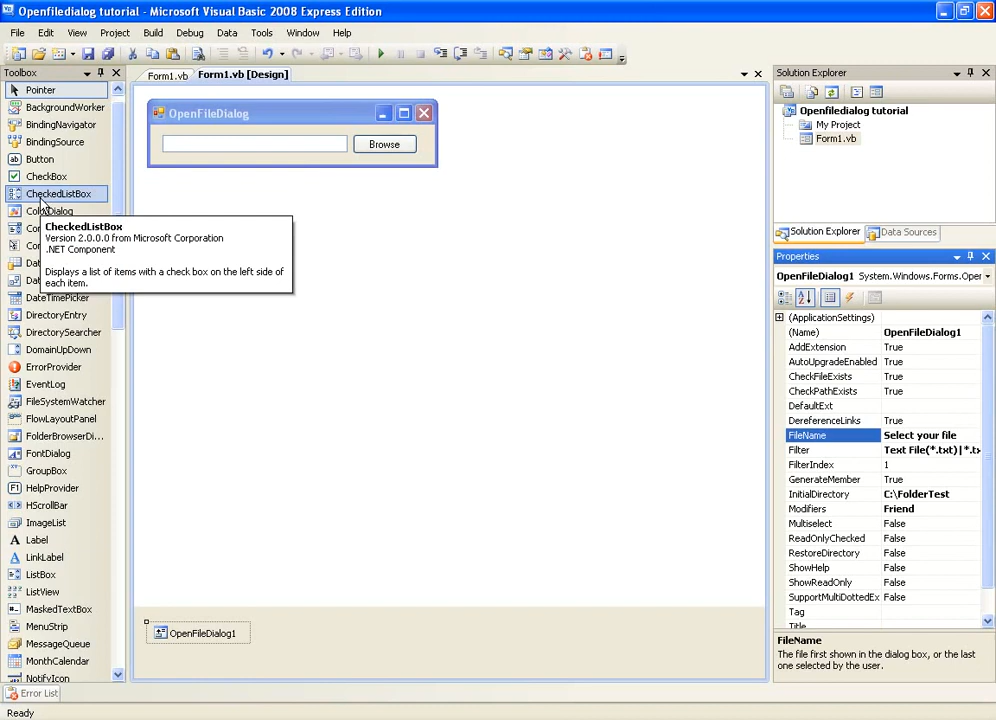 Openfiledialog tutorial - Microsoft Visual Basic 2008 Express Edition
File Edit View Project Build Debug Data Tools Window Help
Toolbox
Pointer
BackgroundWorker
BindingNavigator
BindingSource
Button
CheckBox
CheckedListBox
DateTimePicker
DirectoryEntry
DirectorySearcher
DomainUpDown
ErrorProvider
EventLog
FileSystemWatcher
FlowLayoutPanel
FolderBrowserDi...
FontDialog
GroupBox
HelpProvider
HScrollBar
ImageList
Label
LinkLabel
ListBox
ListView
MaskedTextBox
MenuStrip
MessageQueue
MonthCalendar
NotifyIcon
Error List
Ready
CheckedListBox
Version 2.0.0.0 from Microsoft Corporation
.NET Component
Displays a list of items with a check box on the left side of
each item.
Form1.vb Form1.vb [Design]
OpenFileDialog
Browse
OpenFileDialog1
Solution Explorer
Openfiledialog tutorial
My Project
Form1.vb
Solution Explorer Data Sources
Properties
OpenFileDialog1 System.Windows.Forms.Oper
(ApplicationSettings)
(Name) OpenFileDialog1
AddExtension True
AutoUpgradeEnabled True
CheckFileExists True
CheckPathExists True
DefaultExt
DereferenceLinks True
FileName Select your file
Filter Text File(*.txt)|*.tx
FilterIndex 1
GenerateMember True
InitialDirectory C:\FolderTest
Modifiers Friend
Multiselect False
ReadOnlyChecked False
RestoreDirectory False
ShowHelp False
ShowReadOnly False
SupportMultiDottedEx False
Tag
Title
FileName
The file first shown in the dialog box, or the last
one selected by the user.